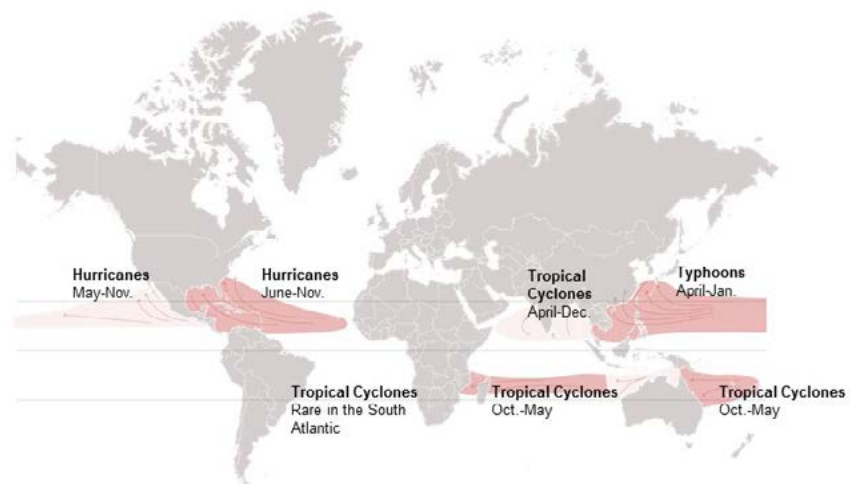 Hurricanes
May-Nov.
Hurricanes
June-Nov.
Tropical
Cyclones
April-Dec.
Typhoons
April-Jan.
Tropical Cyclones
Rare in the South
Atlantic
Tropical Cyclones
Oct.-May
Tropical Cyclones
Oct.-May